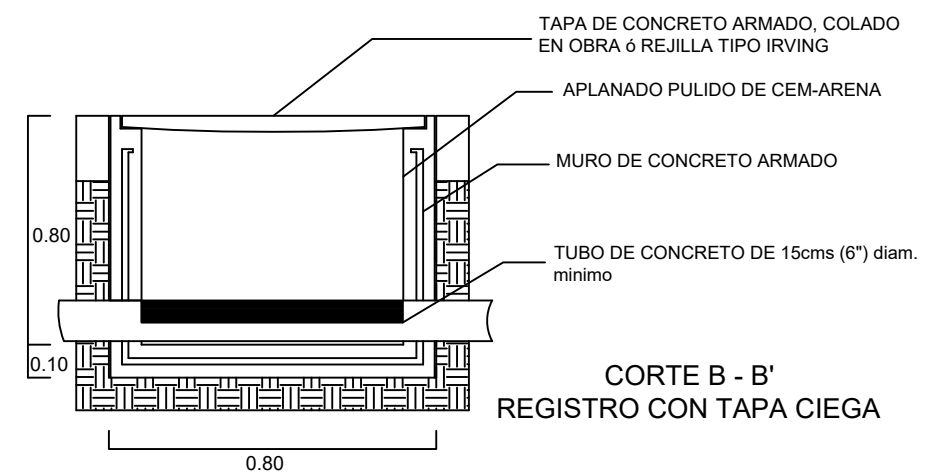 TAPA DE CONCRETO ARMADO, COLADO
EN OBRA ó REJILLA TIPO IRVING
APLANADO PULIDO DE CEM-ARENA
MURO DE CONCRETO ARMADO
0.80
TUBO DE CONCRETO DE 15cms (6") diam.
minimo
0.10
CORTE B - B'
REGISTRO CON TAPA CIEGA
0.80